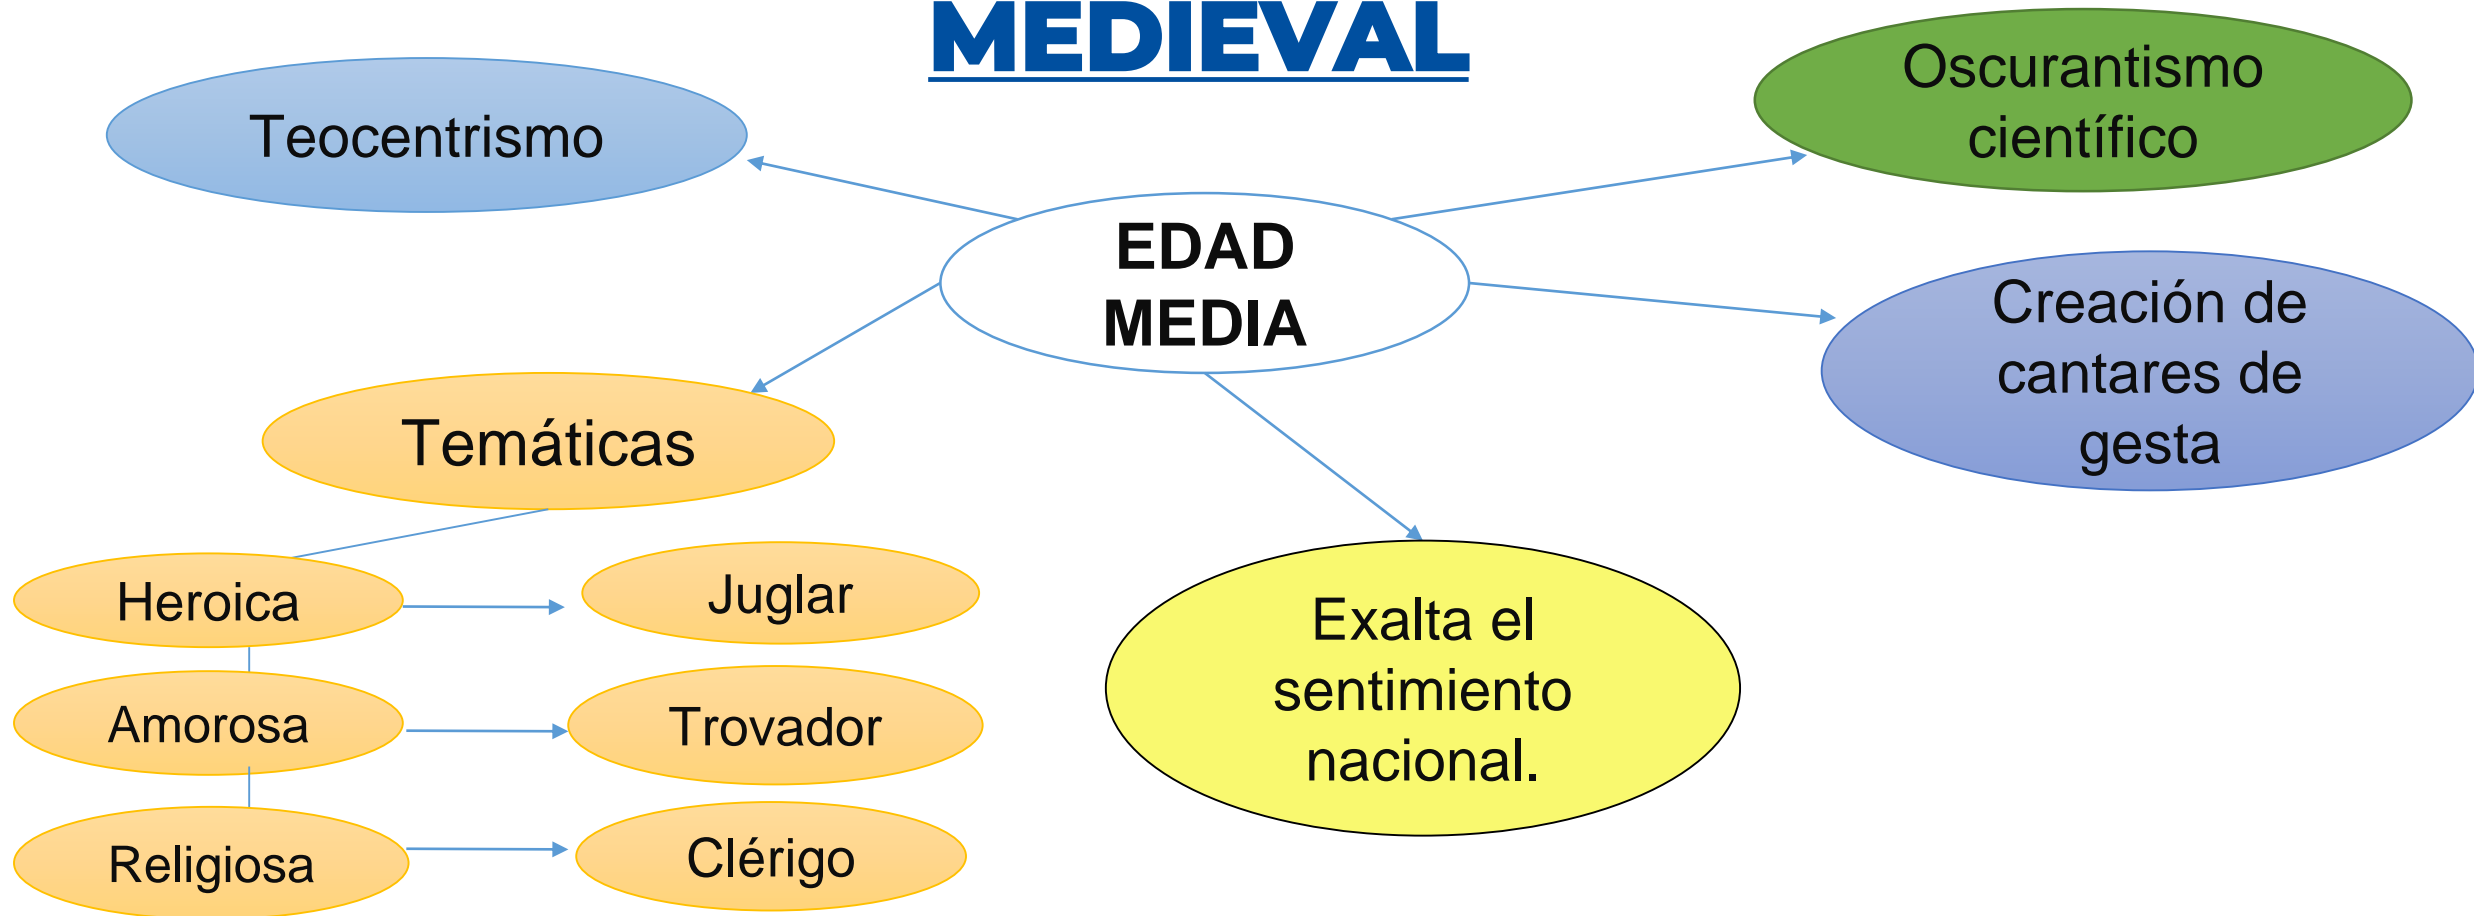 MEDIEVAL
Teocentrismo
Oscurantismo
científico
EDAD
MEDIA
Creación de
cantares de
gesta
Temáticas
Heroica
Juglar
Amorosa
Trovador
Religiosa
Clérigo
Exalta el
sentimiento
nacional.